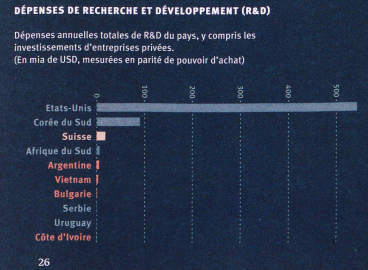 DÉPENSES DE RECHERCHE ET DÉVELOPPEMENT (R&D)
Dépenses annuelles totales de R&D du pays, y compris les
investissements d'entreprises privées.
(En mia de USD, mesurées en parité de pouvoir d'achat)
0 100 200 300 400 500
Etats-Unis
Corée du Sud
Suisse
Afrique du Sud
Argentine
Vietnam
Bulgarie
Serbie
Uruguay
Côte d'Ivoire
26